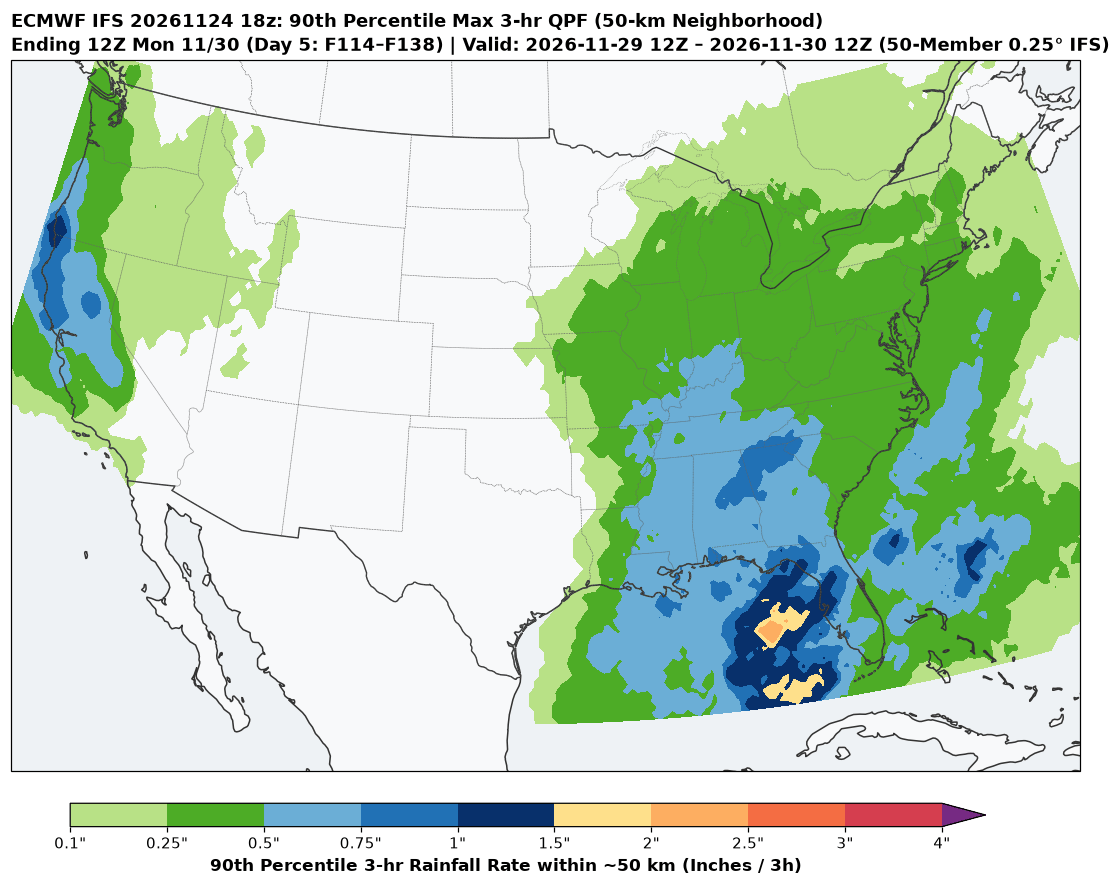 ECMWF IFS 20261124 18z: 90th Percentile Max 3-hr QPF (50-km Neighborhood)
Ending 12Z Mon 11/30 (Day 5: F114–F138) | Valid: 2026-11-29 12Z – 2026-11-30 12Z (50-Member 0.25° IFS)
0.1" 0.25" 0.5" 0.75" 1" 1.5" 2" 2.5" 3" 4"
90th Percentile 3-hr Rainfall Rate within ~50 km (Inches / 3h)